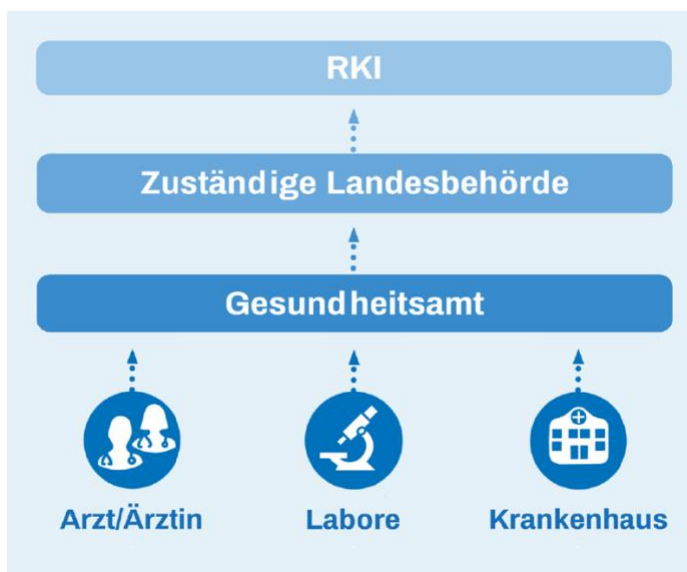 RKI
Zuständige Landesbehörde
Gesundheitsamt
Arzt/Ärztin Labore Krankenhaus